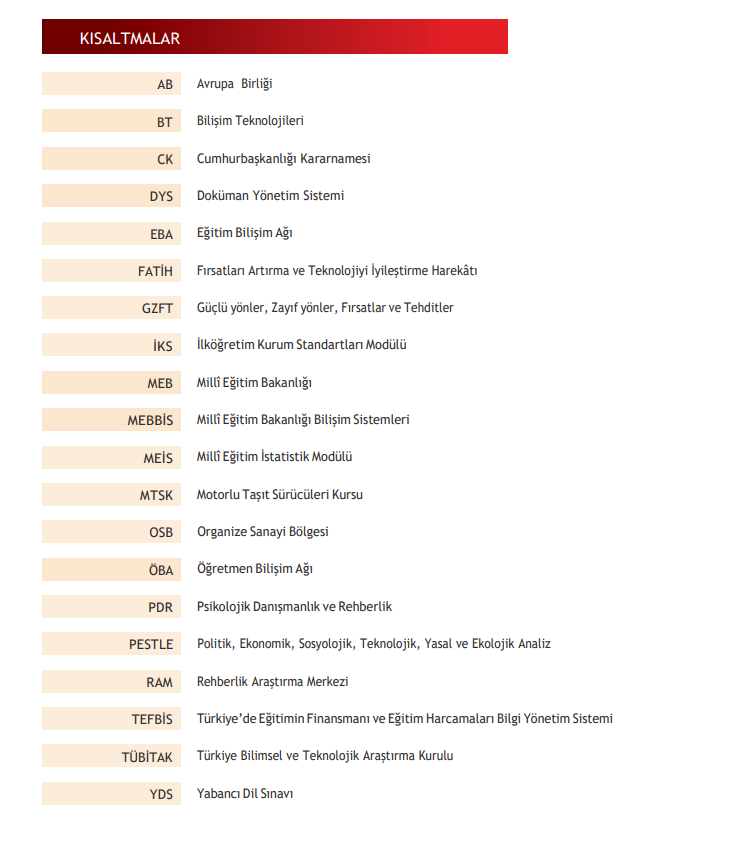 KISALTMALAR
AB Avrupa Birliği
BT Bilişim Teknolojileri
CK Cumhurbaşkanlığı Kararnamesi
DYS Doküman Yönetim Sistemi
EBA Eğitim Bilişim Ağı
FATİH Fırsatları Artırma ve Teknolojiyi İyileştirme Harekâtı
GZFT Güçlü yönler, Zayıf yönler, Fırsatlar ve Tehditler
İKS İlköğretim Kurum Standartları Modülü
MEB Millî Eğitim Bakanlığı
MEBBİS Millî Eğitim Bakanlığı Bilişim Sistemleri
MEİS Millî Eğitim İstatistik Modülü
MTSK Motorlu Taşıt Sürücüleri Kursu
OSB Organize Sanayi Bölgesi
ÖBA Öğretmen Bilişim Ağı
PDR Psikolojik Danışmanlık ve Rehberlik
PESTLE Politik, Ekonomik, Sosyolojik, Teknolojik, Yasal ve Ekolojik Analiz
RAM Rehberlik Araştırma Merkezi
TEFBİS Türkiye’de Eğitimin Finansmanı ve Eğitim Harcamaları Bilgi Yönetim Sistemi
TÜBİTAK Türkiye Bilimsel ve Teknolojik Araştırma Kurulu
YDS Yabancı Dil Sınavı